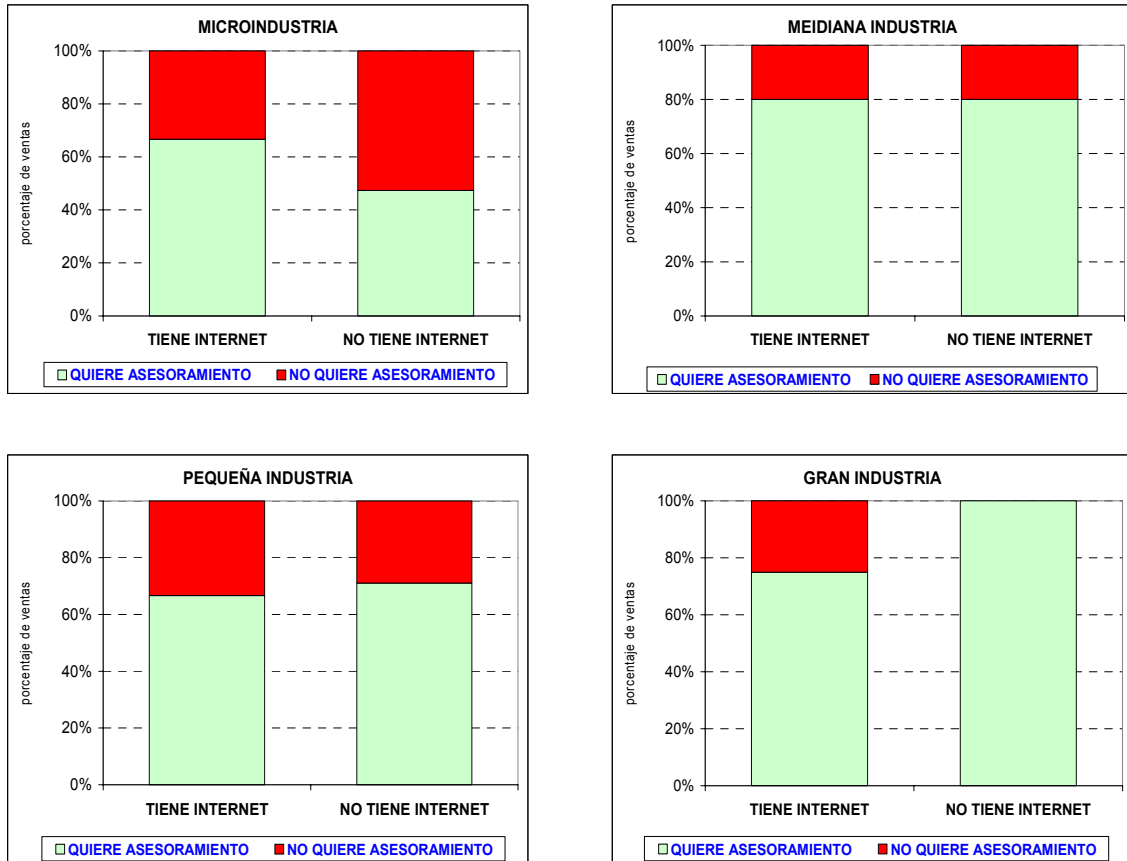 MICROINDUSTRIA
porcentaje de ventas
100%
80%
60%
40%
20%
0%
TIENE INTERNET NO TIENE INTERNET
QUIERE ASESORAMIENTO NO QUIERE ASESORAMIENTO
MEIDIANA INDUSTRIA
porcentaje de ventas
100%
80%
60%
40%
20%
0%
TIENE INTERNET NO TIENE INTERNET
QUIERE ASESORAMIENTO NO QUIERE ASESORAMIENTO
PEQUEÑA INDUSTRIA
porcentaje de ventas
100%
80%
60%
40%
20%
0%
TIENE INTERNET NO TIENE INTERNET
QUIERE ASESORAMIENTO NO QUIERE ASESORAMIENTO
GRAN INDUSTRIA
porcentaje de ventas
100%
80%
60%
40%
20%
0%
TIENE INTERNET NO TIENE INTERNET
QUIERE ASESORAMIENTO NO QUIERE ASESORAMIENTO